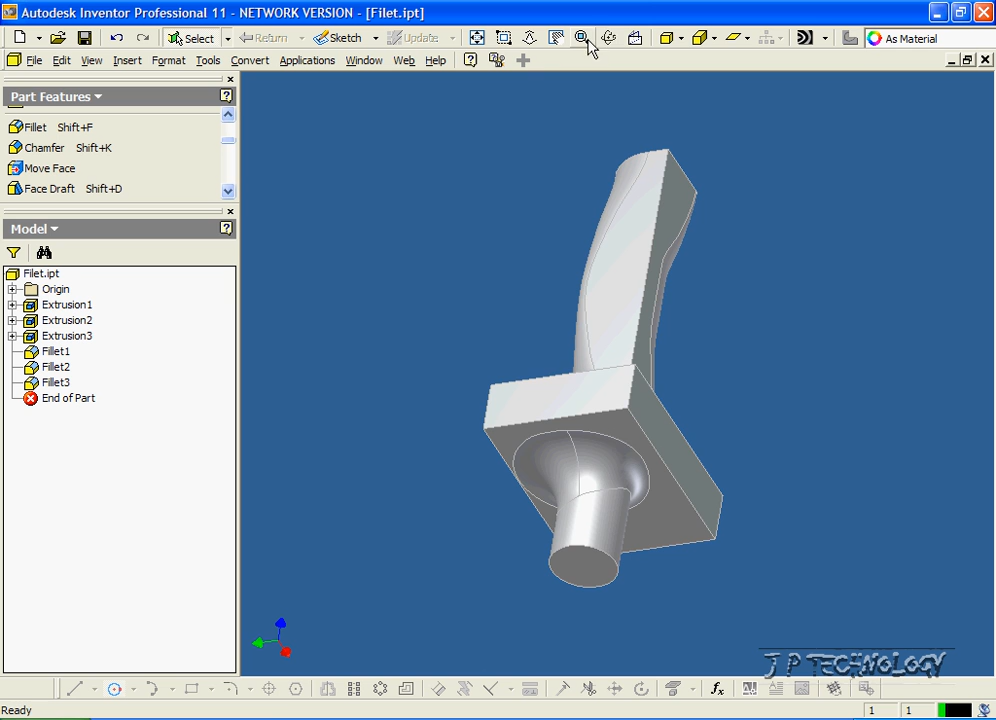 Autodesk Inventor Professional 11 - NETWORK VERSION - [Filet.ipt]
Select Return Sketch Update As Material
File Edit View Insert Format Tools Convert Applications Window Web Help
Part Features
Fillet Shift+F
Chamfer Shift+K
Move Face
Face Draft Shift+D
Model
Filet.ipt
Origin
Extrusion1
Extrusion2
Extrusion3
Fillet1
Fillet2
Fillet3
End of Part
J P TECHNOLOGY
fx
Ready 1 1